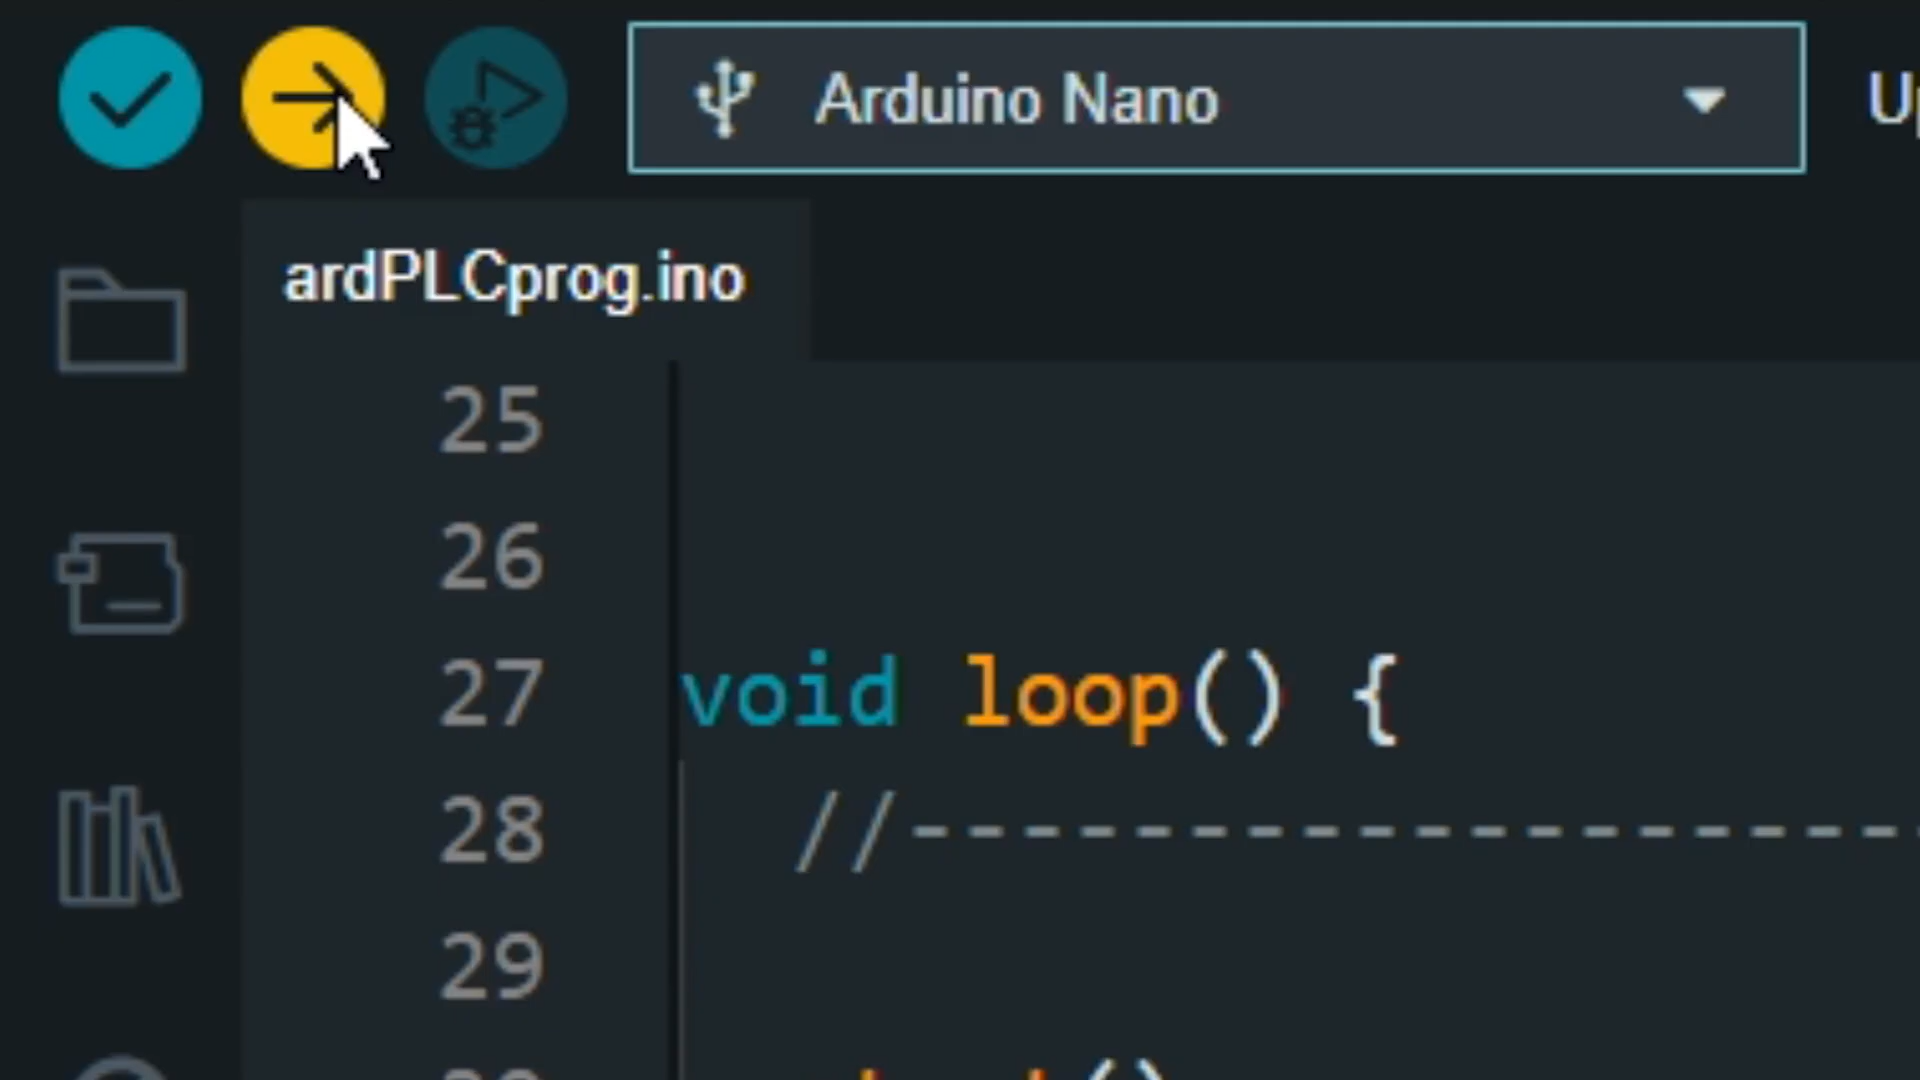 Arduino Nano
ardPLCprog.ino
25
26
27 void loop() {
28 //------------------
29